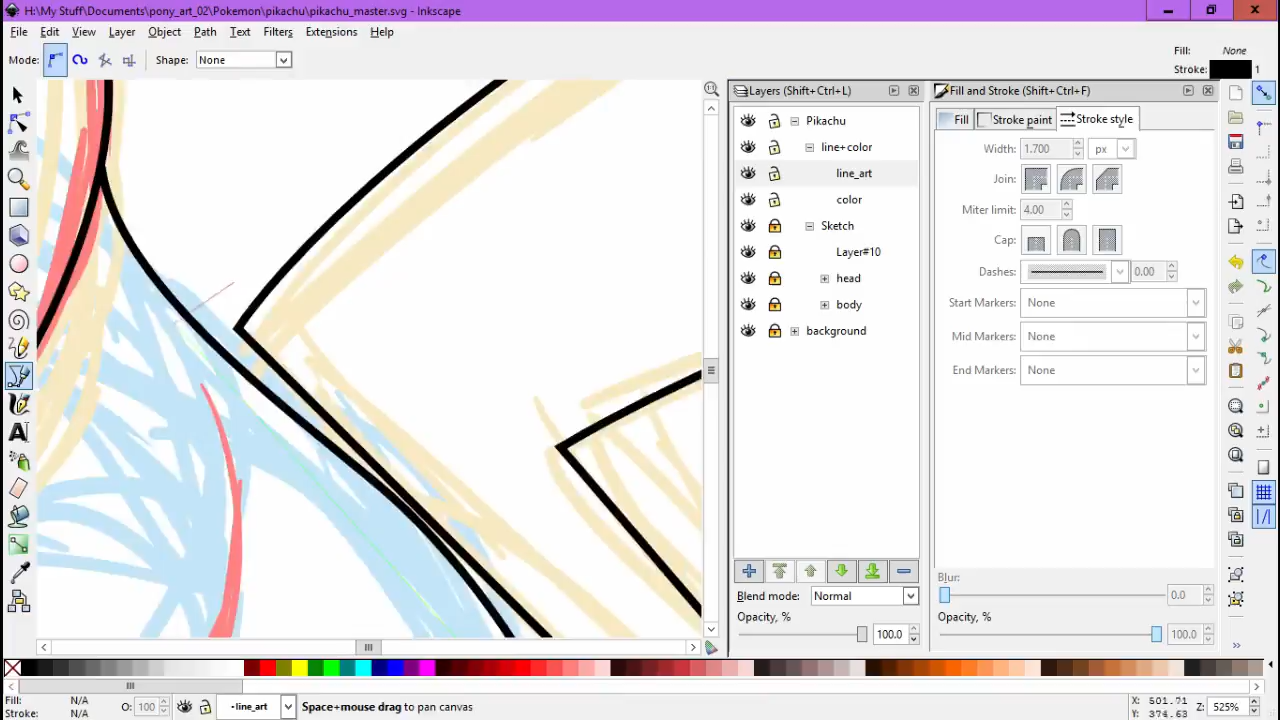 H:\My Stuff\Documents\pony_art_02\Pokemon\pikachu\pikachu_master.svg - Inkscape
File Edit View Layer Object Path Text Filters Extensions Help
Mode: Shape: None
Fill: None
Stroke: 1
Layers (Shift+Ctrl+L)
Pikachu
line+color
line_art
color
Sketch
Layer#10
head
body
background
Blend mode: Normal
Opacity, % 100.0
Fill and Stroke (Shift+Ctrl+F)
Fill Stroke paint Stroke style
Width: 1.700 px
Join:
Miter limit: 4.00
Cap:
Dashes: 0.00
Start Markers: None
Mid Markers: None
End Markers: None
Blur:
0.0
Opacity, %
100.0
Fill: N/A
Stroke: N/A
O: 100
•line_art
Space+mouse drag to pan canvas
X: 501.71
Y: 374.63
Z: 525%